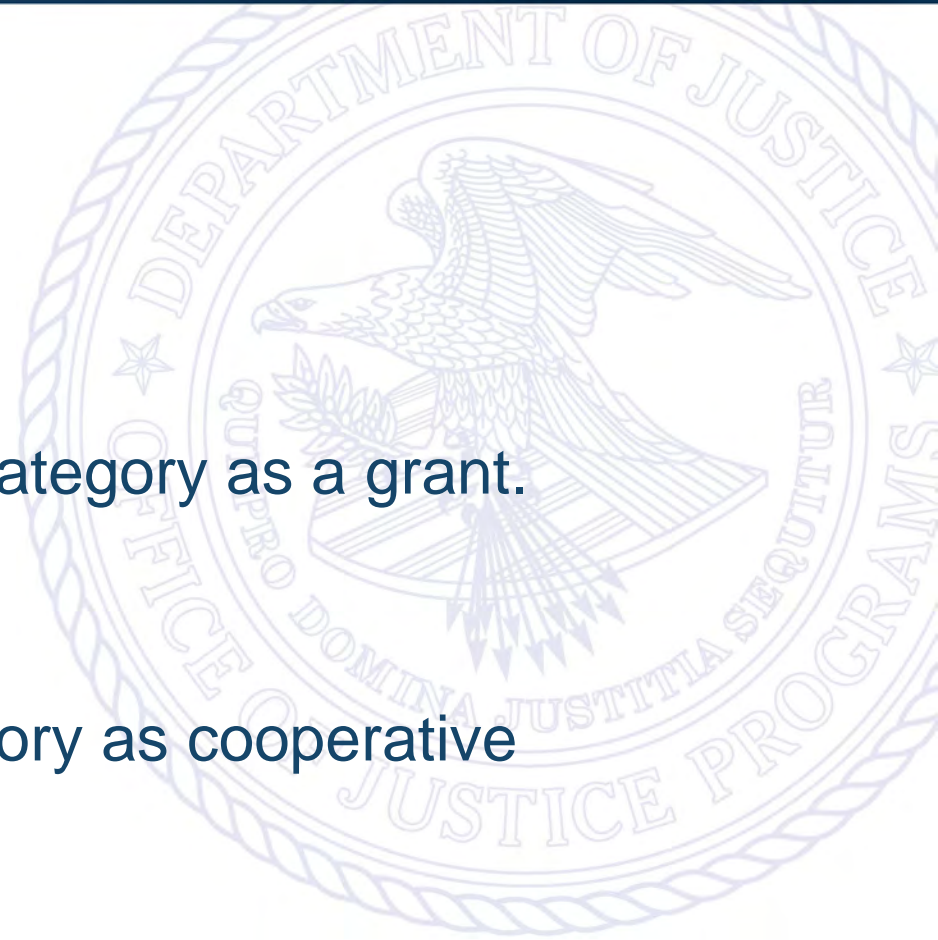 DEPARTMENT OF JUSTICE
ategory as a grant.
QUI PRO DOMINA JUSTITIA SEQUITUR
ory as cooperative
OFFICE OF JUSTICE PROGRAMS